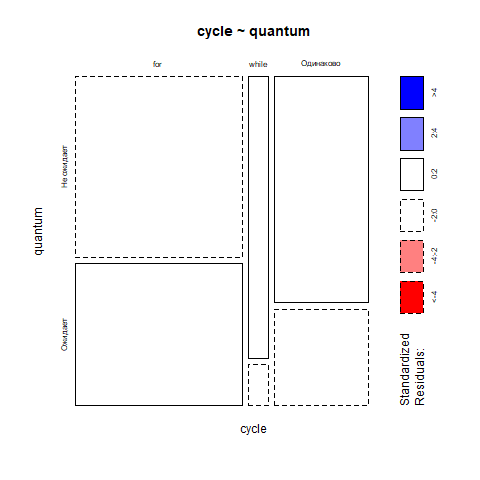 cycle ~ quantum
for
while
Одинаково
Не ожидает
Ожидает
quantum
cycle
>4
2:4
0:2
-2:0
-4:-2
<-4
Standardized
Residuals: